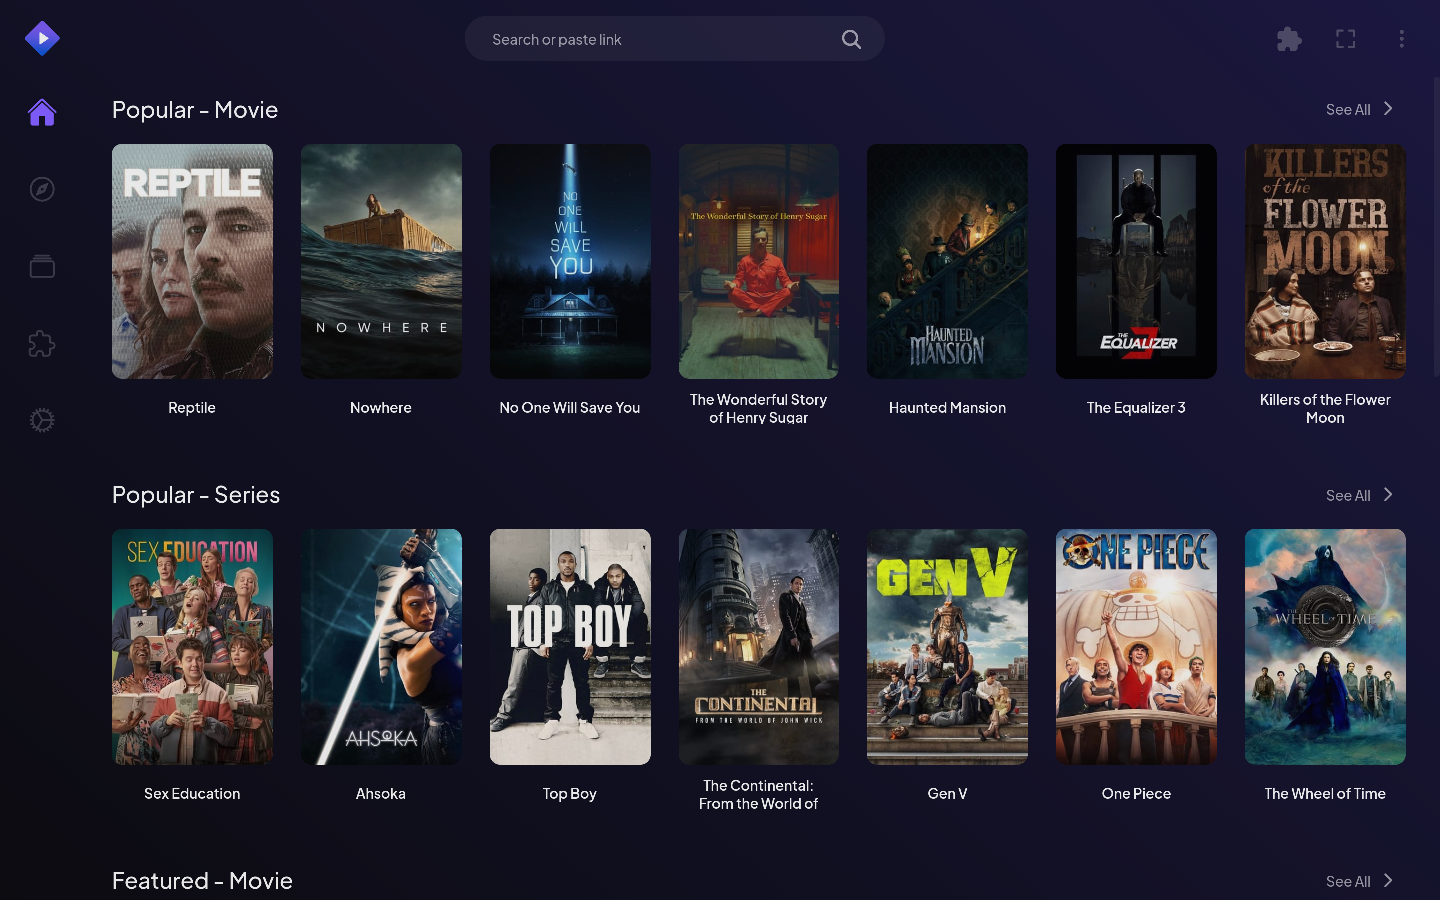 Search or paste link
Popular - Movie
See All
REPTILE
NOWHERE
NO
ONE
WILL
SAVE
YOU
The Wonderful Story of Henry Sugar
HAUNTED
MANSION
THE
EQUALIZER
3
KILLERS
of the
FLOWER
MOON
Reptile
Nowhere
No One Will Save You
The Wonderful Story
of Henry Sugar
Haunted Mansion
The Equalizer 3
Killers of the Flower
Moon
Popular - Series
See All
SEX EDUCATION
AHSOKA
TOP BOY
THE
CONTINENTAL
FROM THE WORLD OF JOHN WICK
GEN V
ONE PIECE
THE
WHEEL OF TIME
Sex Education
Ahsoka
Top Boy
The Continental:
From the World of
Gen V
One Piece
The Wheel of Time
Featured - Movie
See All